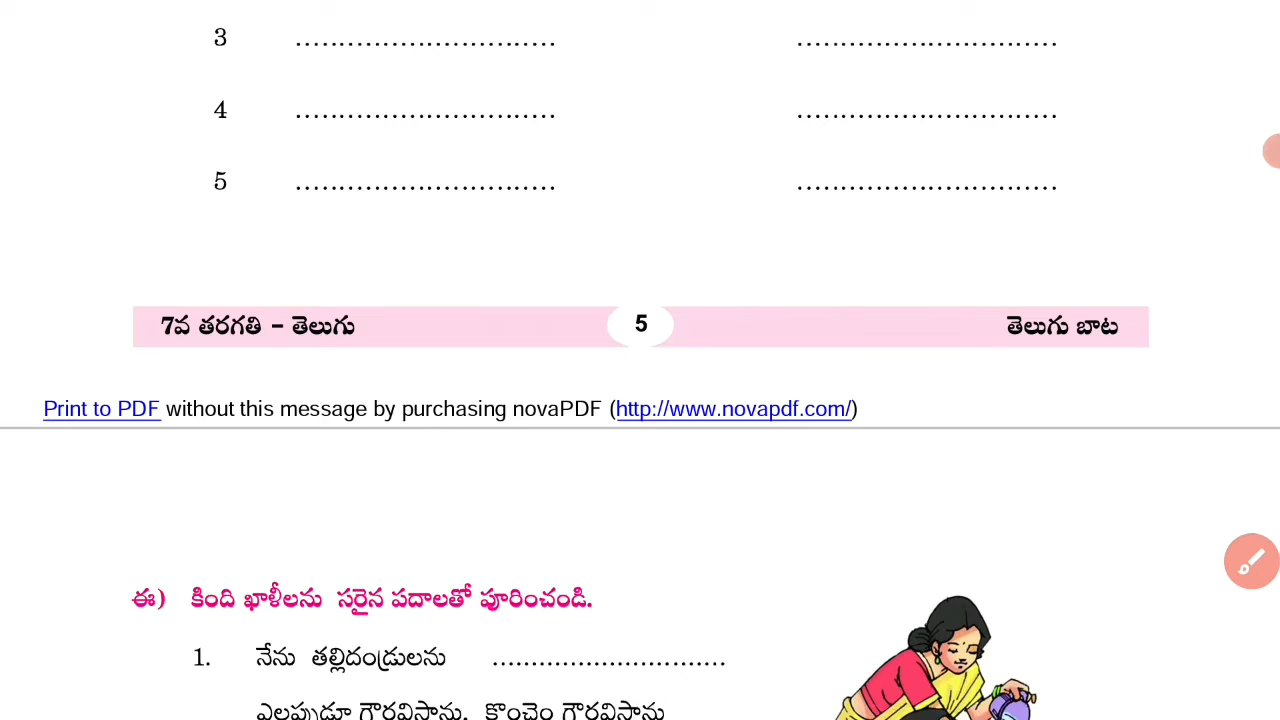 3 .............................. ..............................
4 .............................. ..............................
5 .............................. ..............................
7వ తరగతి – తెలుగు 5 తెలుగు బాట
Print to PDF without this message by purchasing novaPDF (http://www.novapdf.com/)
ఈ) కింది ఖాళీలను సరైన పదాలతో పూరించండి.
1. నేను తల్లిదండ్రులను ..............................
ఎల్లప్పుడూ గౌరవిస్తాను, కొంచెం గౌరవిస్తాను